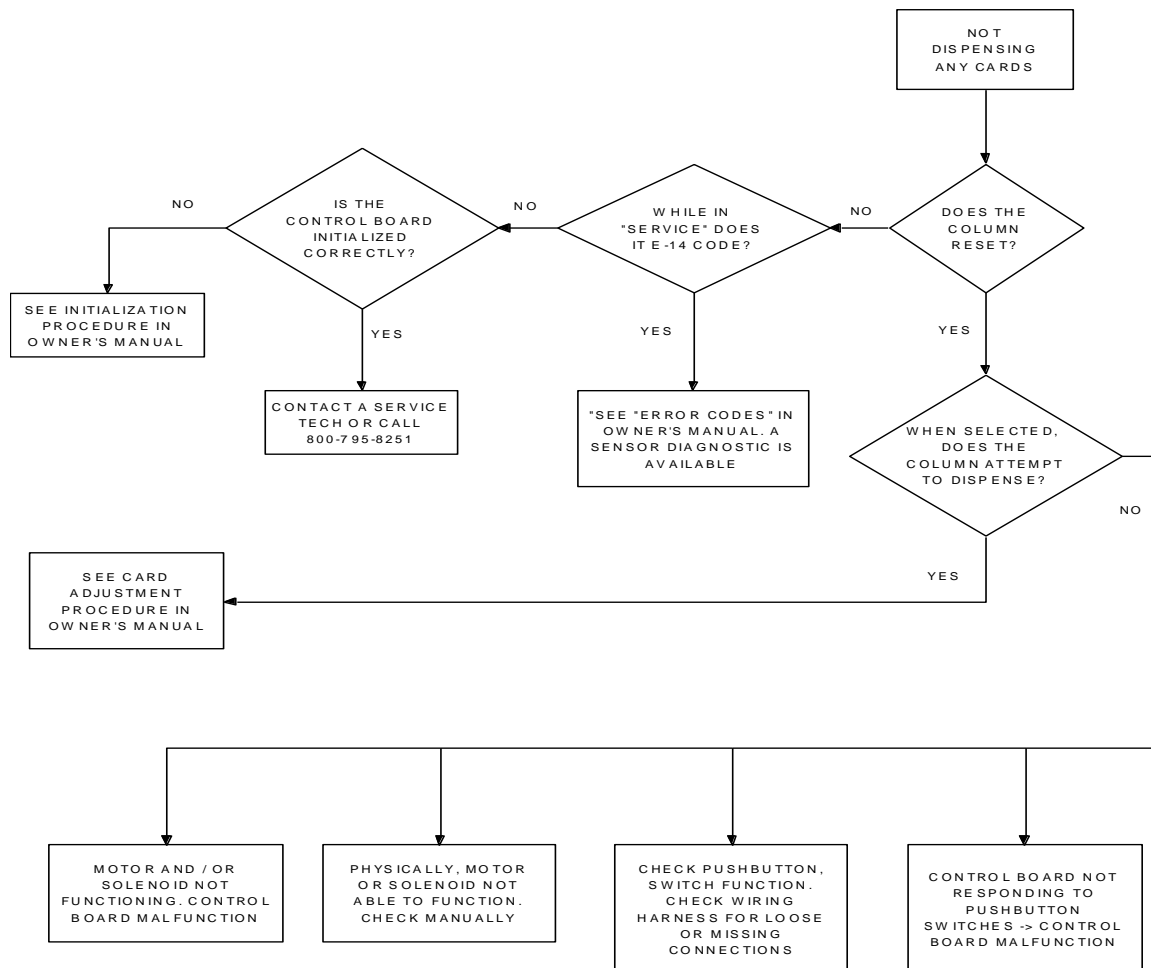 NOT
DISPENSING
ANY CARDS
NO
IS THE
CONTROL BOARD
INITIALIZED
CORRECTLY?
NO
WHILE IN
"SERVICE" DOES
IT E-14 CODE?
NO
DOES THE
COLUMN
RESET?
SEE INITIALIZATION
PROCEDURE IN
OWNER'S MANUAL
YES
YES
YES
CONTACT A SERVICE
TECH OR CALL
800-795-8251
"SEE "ERROR CODES" IN
OWNER'S MANUAL. A
SENSOR DIAGNOSTIC IS
AVAILABLE
WHEN SELECTED,
DOES THE
COLUMN ATTEMPT
TO DISPENSE?
NO
YES
SEE CARD
ADJUSTMENT
PROCEDURE IN
OWNER'S MANUAL
MOTOR AND / OR
SOLENOID NOT
FUNCTIONING. CONTROL
BOARD MALFUNCTION
PHYSICALLY, MOTOR
OR SOLENOID NOT
ABLE TO FUNCTION.
CHECK MANUALLY
CHECK PUSHBUTTON,
SWITCH FUNCTION.
CHECK WIRING
HARNESS FOR LOOSE
OR MISSING
CONNECTIONS
CONTROL BOARD NOT
RESPONDING TO
PUSHBUTTON
SWITCHES -> CONTROL
BOARD MALFUNCTION